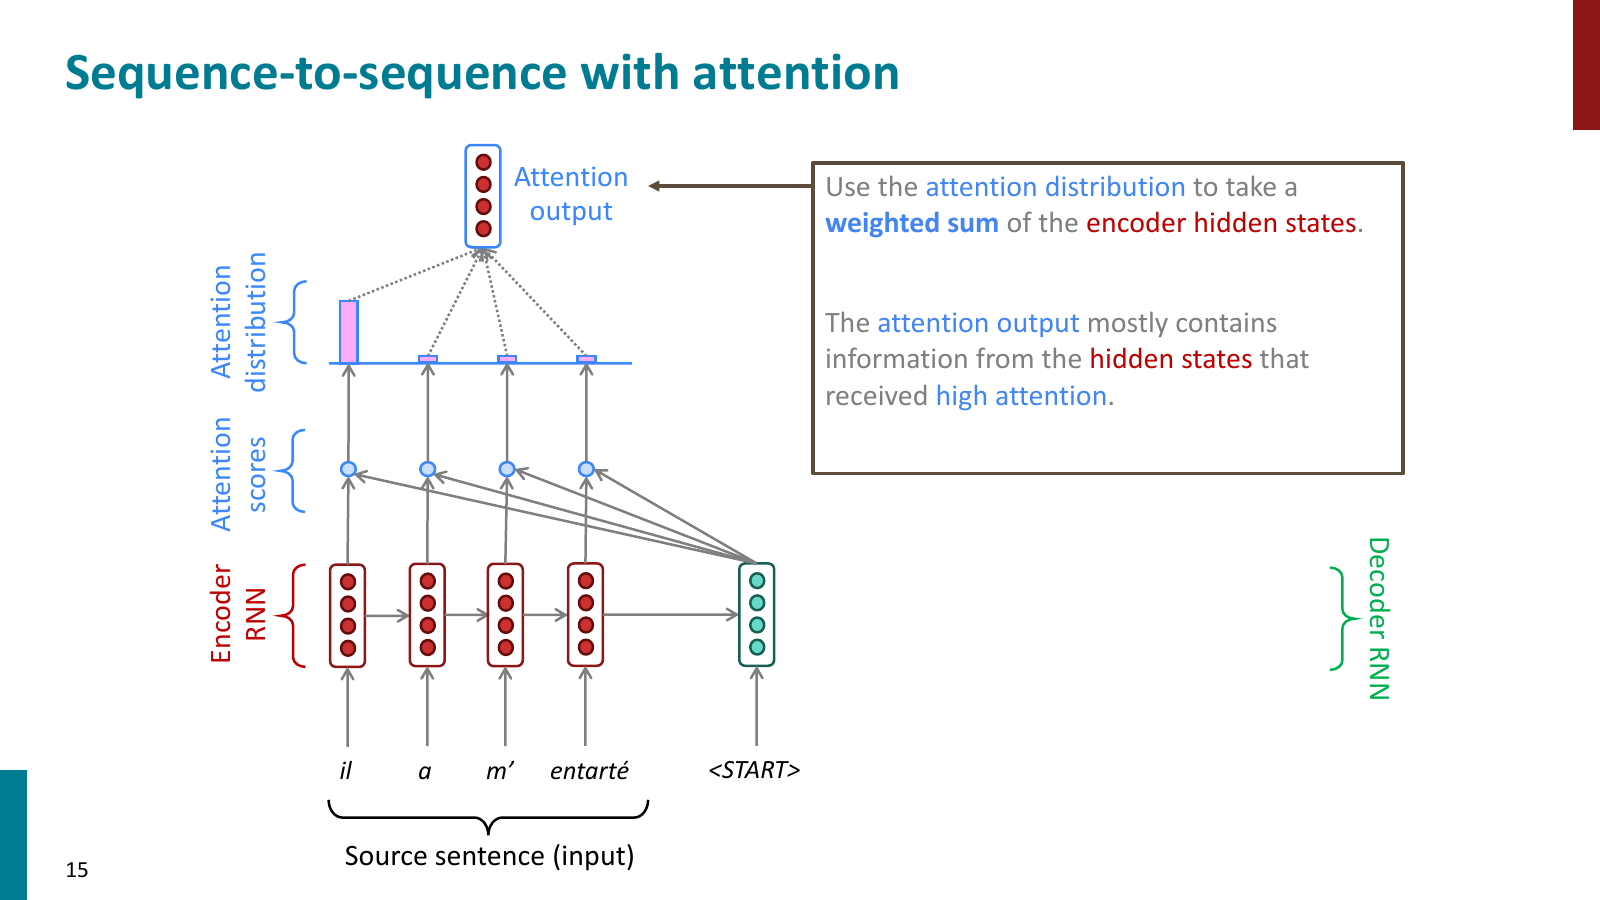 Sequence-to-sequence with attention
Attention
output
Use the attention distribution to take a
weighted sum of the encoder hidden states.
The attention output mostly contains
information from the hidden states that
received high attention.
Attention
distribution
Attention
scores
Encoder
RNN
Decoder RNN
il a m’ entarté <START>
Source sentence (input)
15